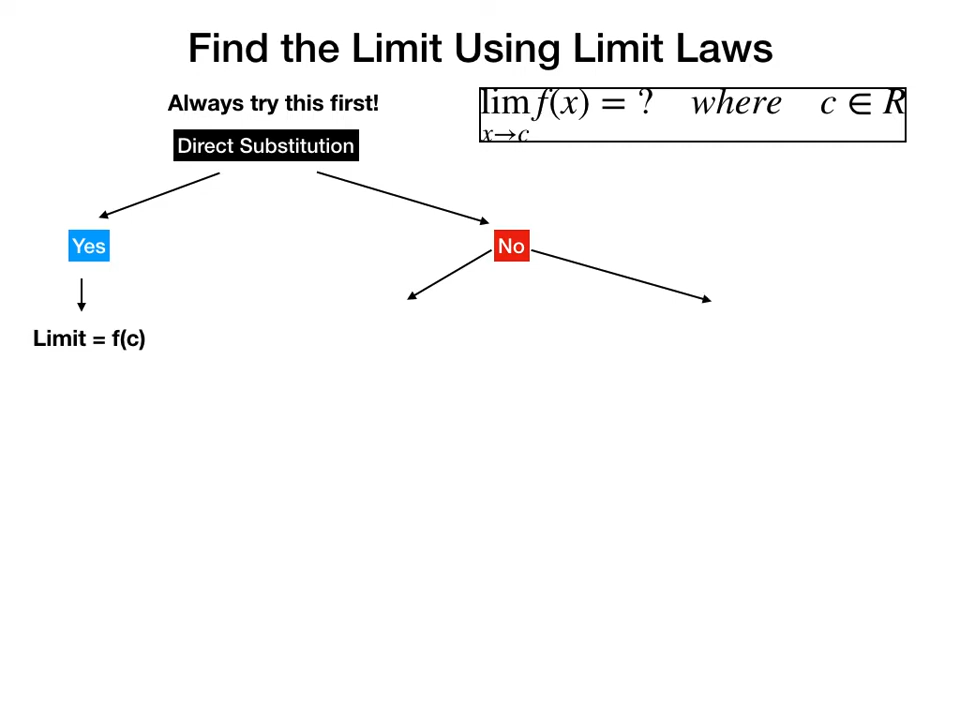 Find the Limit Using Limit Laws
Always try this first!
lim f(x) = ? where c ∈ R
x→c
Direct Substitution
Yes
No
Limit = f(c)